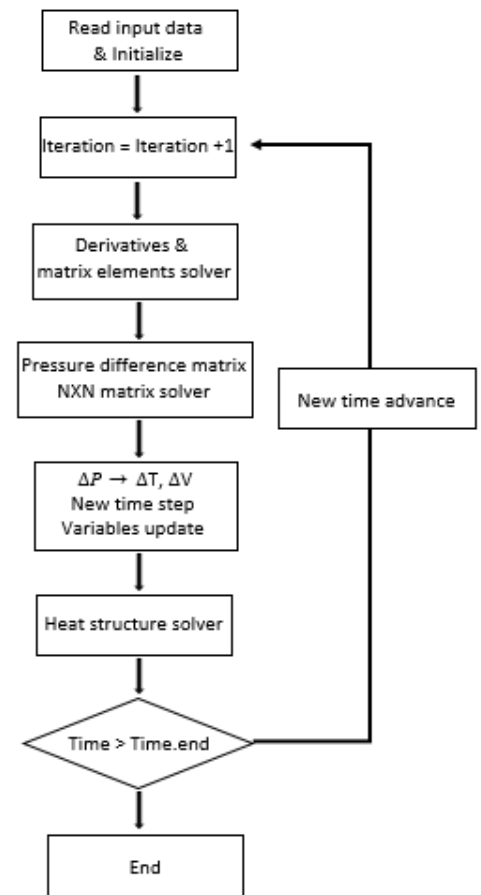 Read input data
& Initialize
Iteration = Iteration +1
Derivatives &
matrix elements solver
Pressure difference matrix
NXN matrix solver
New time advance
ΔP → ΔT, ΔV
New time step
Variables update
Heat structure solver
Time > Time.end
End